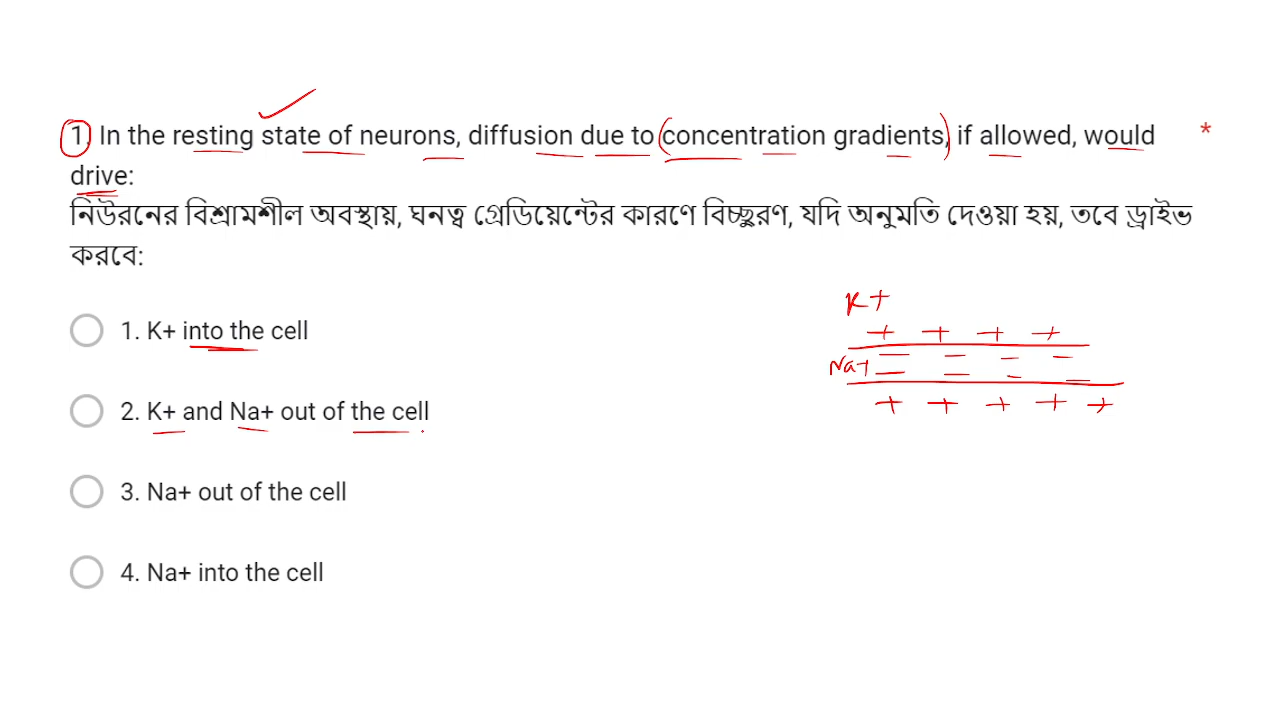 1. In the resting state of neurons, diffusion due to (concentration gradients), if allowed, would *
drive:
নিউরনের বিশ্রামশীল অবস্থায়, ঘনত্ব গ্রেডিয়েন্টের কারণে বিচ্ছুরণ, যদি অনুমতি দেওয়া হয়, তবে ড্রাইভ
করবে:
K+
+ + + +
1. K+ into the cell
Na+ = = = =
+ + + + +
2. K+ and Na+ out of the cell
3. Na+ out of the cell
4. Na+ into the cell